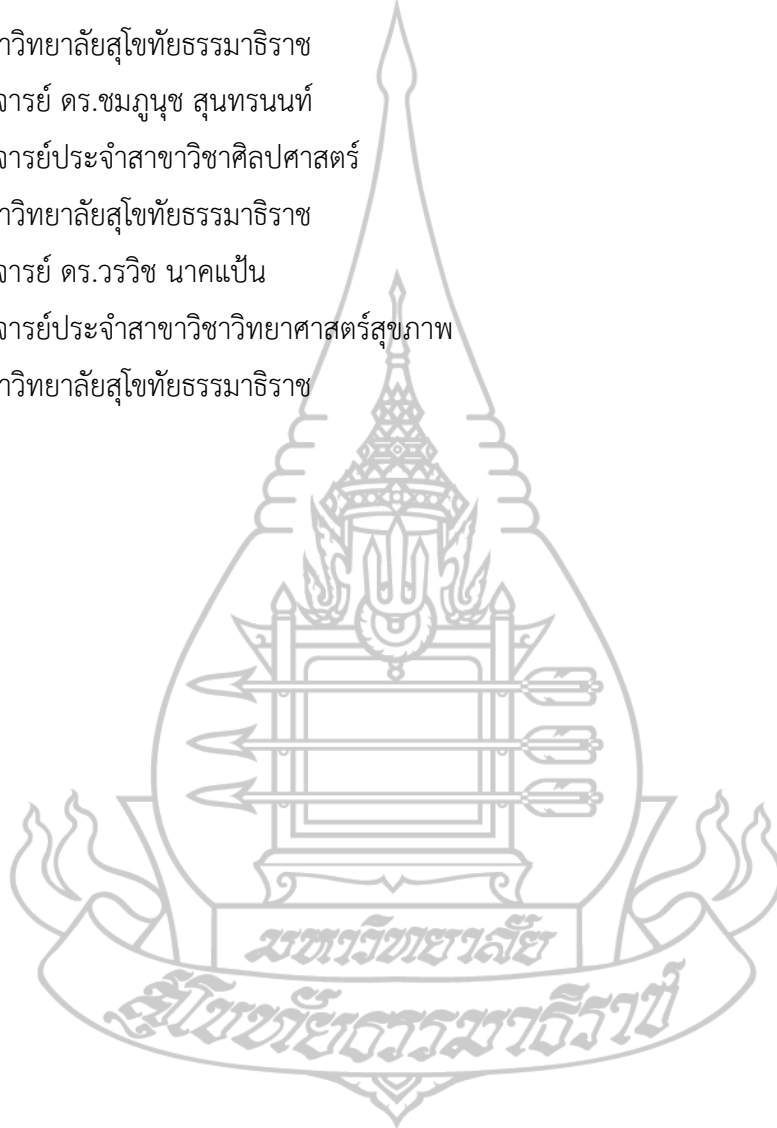 าวิทยาลัยสุโขทัยธรรมาธิราช
จารย์ ดร.ชมภูนุช สุนทรนนท์
จารย์ประจำสาขาวิชาศิลปศาสตร์
าวิทยาลัยสุโขทัยธรรมาธิราช
จารย์ ดร.วรวิช นาคแป้น
จารย์ประจำสาขาวิชาวิทยาศาสตร์สุขภาพ
าวิทยาลัยสุโขทัยธรรมาธิราช
มหาวิทยาลัย
สุโขทัยธรรมาธิราช